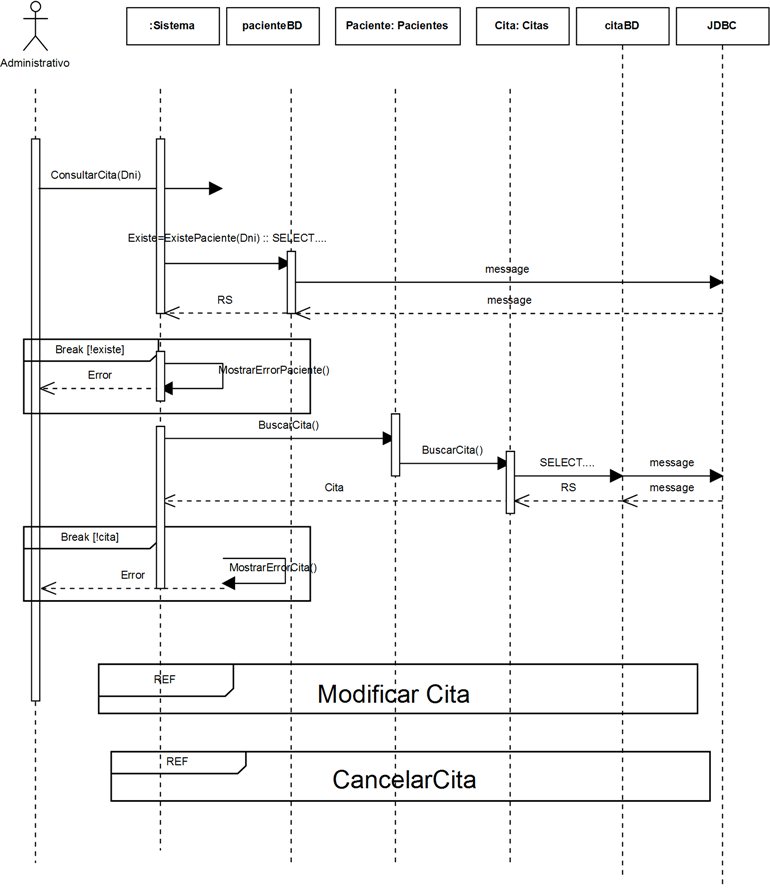 :Sistema
pacienteBD
Paciente: Pacientes
Cita: Citas
citaBD
JDBC
Administrativo
ConsultarCita(Dni)
Existe=ExistePaciente(Dni) :: SELECT....
message
RS
message
Break [!existe]
MostrarErrorPaciente()
Error
BuscarCita()
BuscarCita()
SELECT....
message
Cita
RS
message
Break [!cita]
MostrarErrorCita()
Error
REF
Modificar Cita
REF
CancelarCita